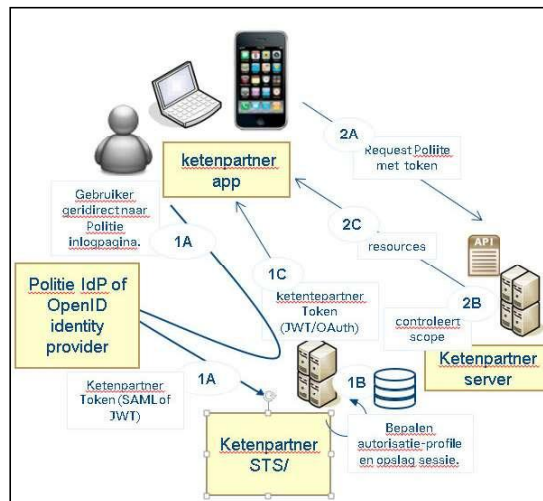 2A
Request Poliite
met token
ketenpartner
app
Gebruiker
geridirect naar
Politie
inlogpagina.
1A
2C
resources
API
1C
ketentepartner
Token
(JWT/OAuth)
Politie IdP of
OpenID
identity
provider
2B
controleert
scope
Ketenpartner
server
1A
Ketenpartner
Token (SAML of
JWT)
1B
Ketenpartner
STS/
Bepalen
autorisatie-profile
en opslag sessie.